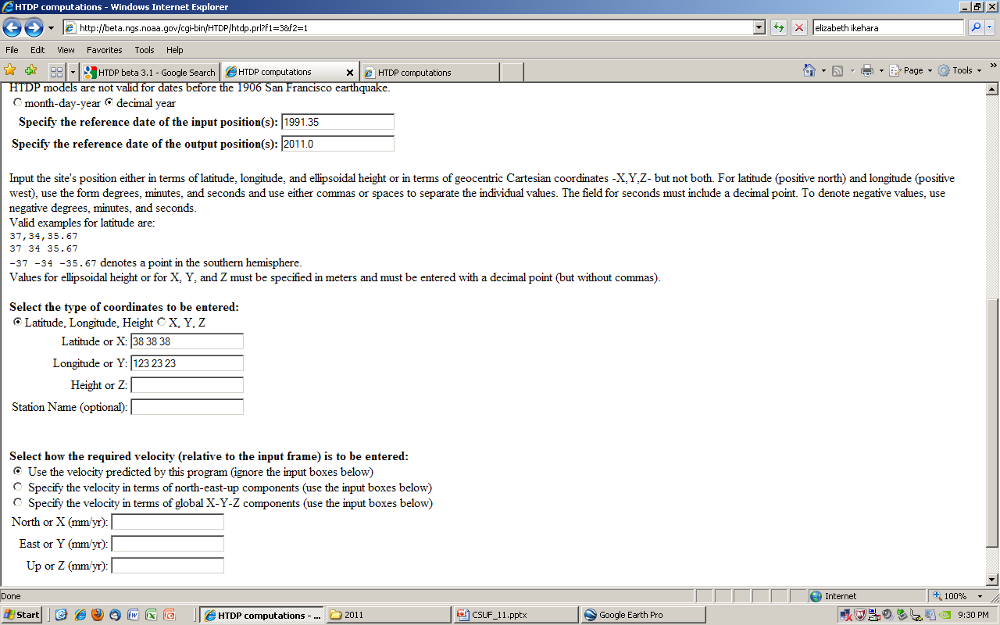 HTDP computations - Windows Internet Explorer
http://beta.ngs.noaa.gov/cgi-bin/HTDP/htdp.prl?f1=3&f2=1
elizabeth ikehara
File Edit View Favorites Tools Help
HTDP beta 3.1 - Google Search HTDP computations HTDP computations Page Tools
HTDP models are not valid for dates before the 1906 San Francisco earthquake.
month-day-year decimal year
Specify the reference date of the input position(s): 1991.35
Specify the reference date of the output position(s): 2011.0
Input the site's position either in terms of latitude, longitude, and ellipsoidal height or in terms of geocentric Cartesian coordinates -X,Y,Z- but not both. For latitude (positive north) and longitude (positive
west), use the form degrees, minutes, and seconds and use either commas or spaces to separate the individual values. The field for seconds must include a decimal point. To denote negative values, use
negative degrees, minutes, and seconds.
Valid examples for latitude are:
37,34,35.67
37 34 35.67
-37 -34 -35.67 denotes a point in the southern hemisphere.
Values for ellipsoidal height or for X, Y, and Z must be specified in meters and must be entered with a decimal point (but without commas).
Select the type of coordinates to be entered:
Latitude, Longitude, Height X, Y, Z
Latitude or X: 38 38 38
Longitude or Y: 123 23 23
Height or Z:
Station Name (optional):
Select how the required velocity (relative to the input frame) is to be entered:
Use the velocity predicted by this program (ignore the input boxes below)
Specify the velocity in terms of north-east-up components (use the input boxes below)
Specify the velocity in terms of global X-Y-Z components (use the input boxes below)
North or X (mm/yr):
East or Y (mm/yr):
Up or Z (mm/yr):
Done Internet 100%
Start HTDP computations - ... 2011 CSUF_11.pptx Google Earth Pro 9:30 PM